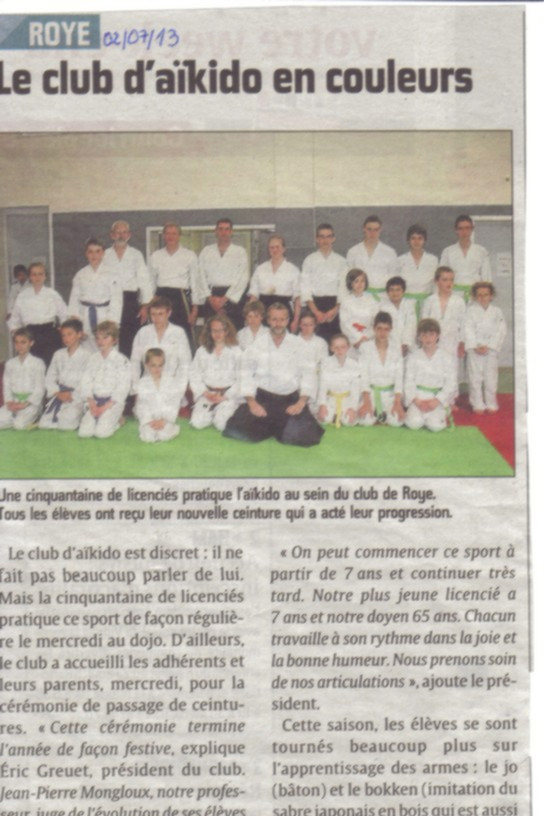 ROYE 02/07/13
Le club d'aïkido en couleurs
Une cinquantaine de licenciés pratique l'aïkido au sein du club de Roye.
Tous les élèves ont reçu leur nouvelle ceinture qui a acté leur progression.
Le club d'aïkido est discret : il ne
fait pas beaucoup parler de lui.
Mais la cinquantaine de licenciés
pratique ce sport de façon réguliè-
re le mercredi au dojo. D'ailleurs,
le club a accueilli les adhérents et
leurs parents, mercredi, pour la
cérémonie de passage de ceintu-
res. « Cette cérémonie termine
l'année de façon festive, explique
Éric Greuet, président du club.
Jean-Pierre Mongloux, notre profes-
seur, juge de l'évolution de ses élèves
« On peut commencer ce sport à
partir de 7 ans et continuer très
tard. Notre plus jeune licencié a
7 ans et notre doyen 65 ans. Chacun
travaille à son rythme dans la joie et
la bonne humeur. Nous prenons soin
de nos articulations », ajoute le pré-
sident.
Cette saison, les élèves se sont
tournés beaucoup plus sur
l'apprentissage des armes : le jo
(bâton) et le bokken (imitation du
sabre japonais en bois qui est aussi